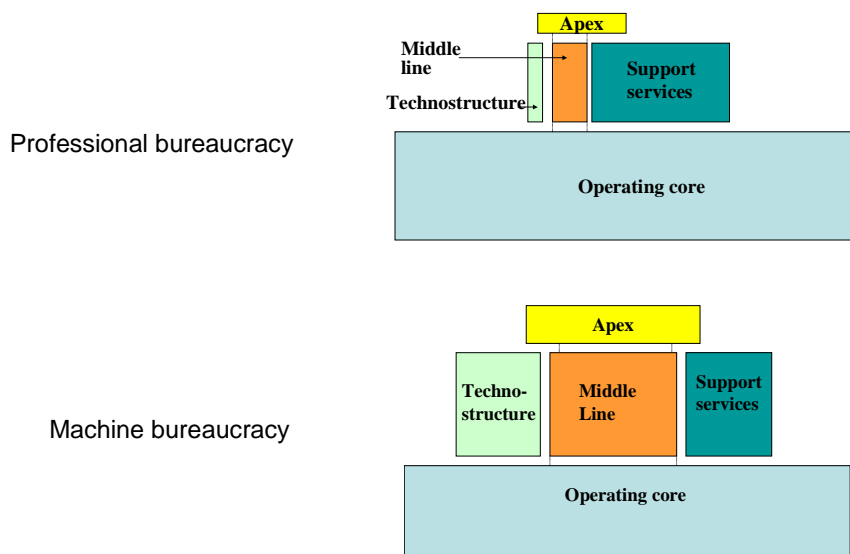 Apex
Middle
line
Support
services
Technostructure
Professional bureaucracy
Operating core
Apex
Techno-
structure
Middle
Line
Support
services
Machine bureaucracy
Operating core